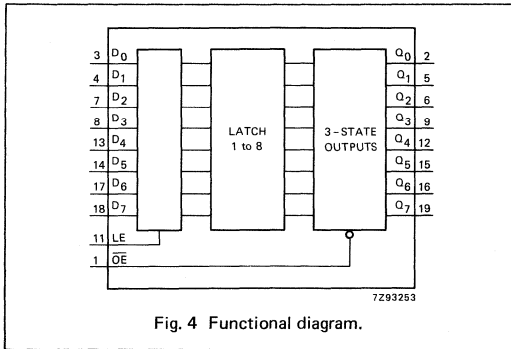 3 D0 Q0 2
4 D1 Q1 5
7 D2 Q2 6
8 D3 Q3 9
LATCH 3-STATE
13 D4 Q4 12
1 to 8 OUTPUTS
14 D5 Q5 15
17 D6 Q6 16
18 D7 Q7 19
11 LE
1 OE
7Z93253
Fig. 4 Functional diagram.